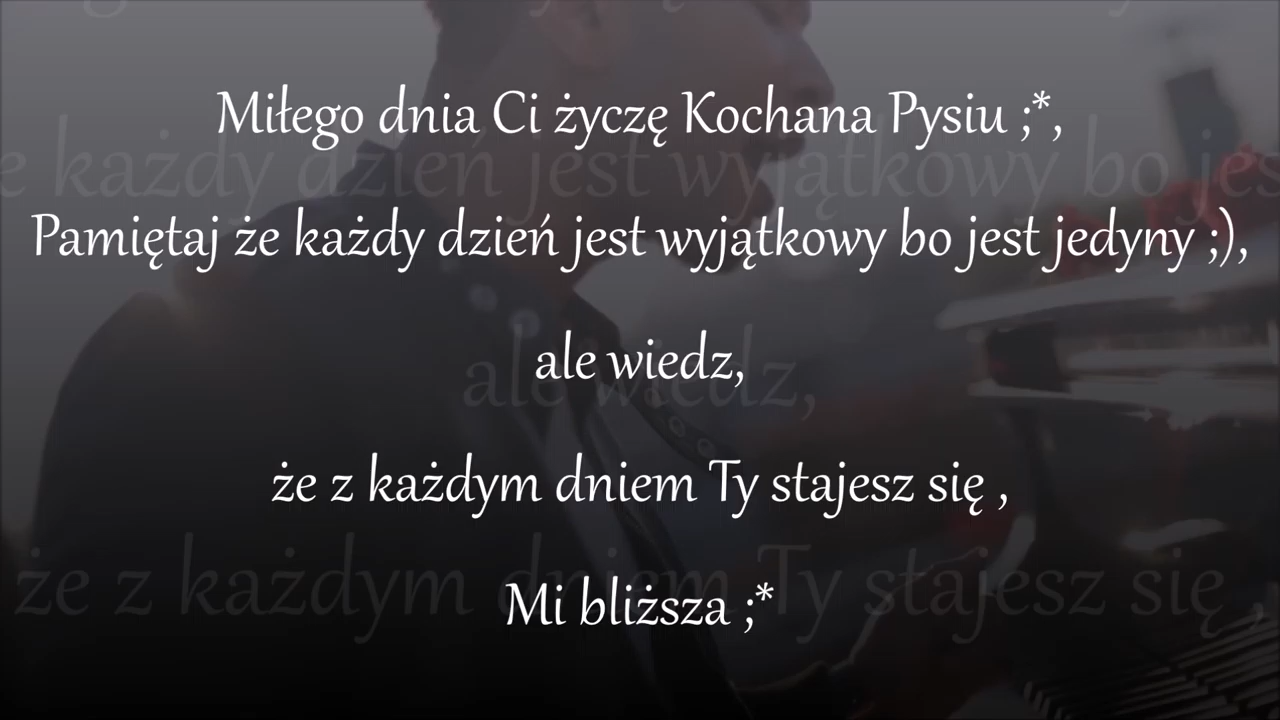 Miłego dnia Ci życzę Kochana Pysiu ;*,
Pamiętaj że każdy dzień jest wyjątkowy bo jest jedyny ;),
ale wiedz,
że z każdym dniem Ty stajesz się ,
Mi bliższa ;*